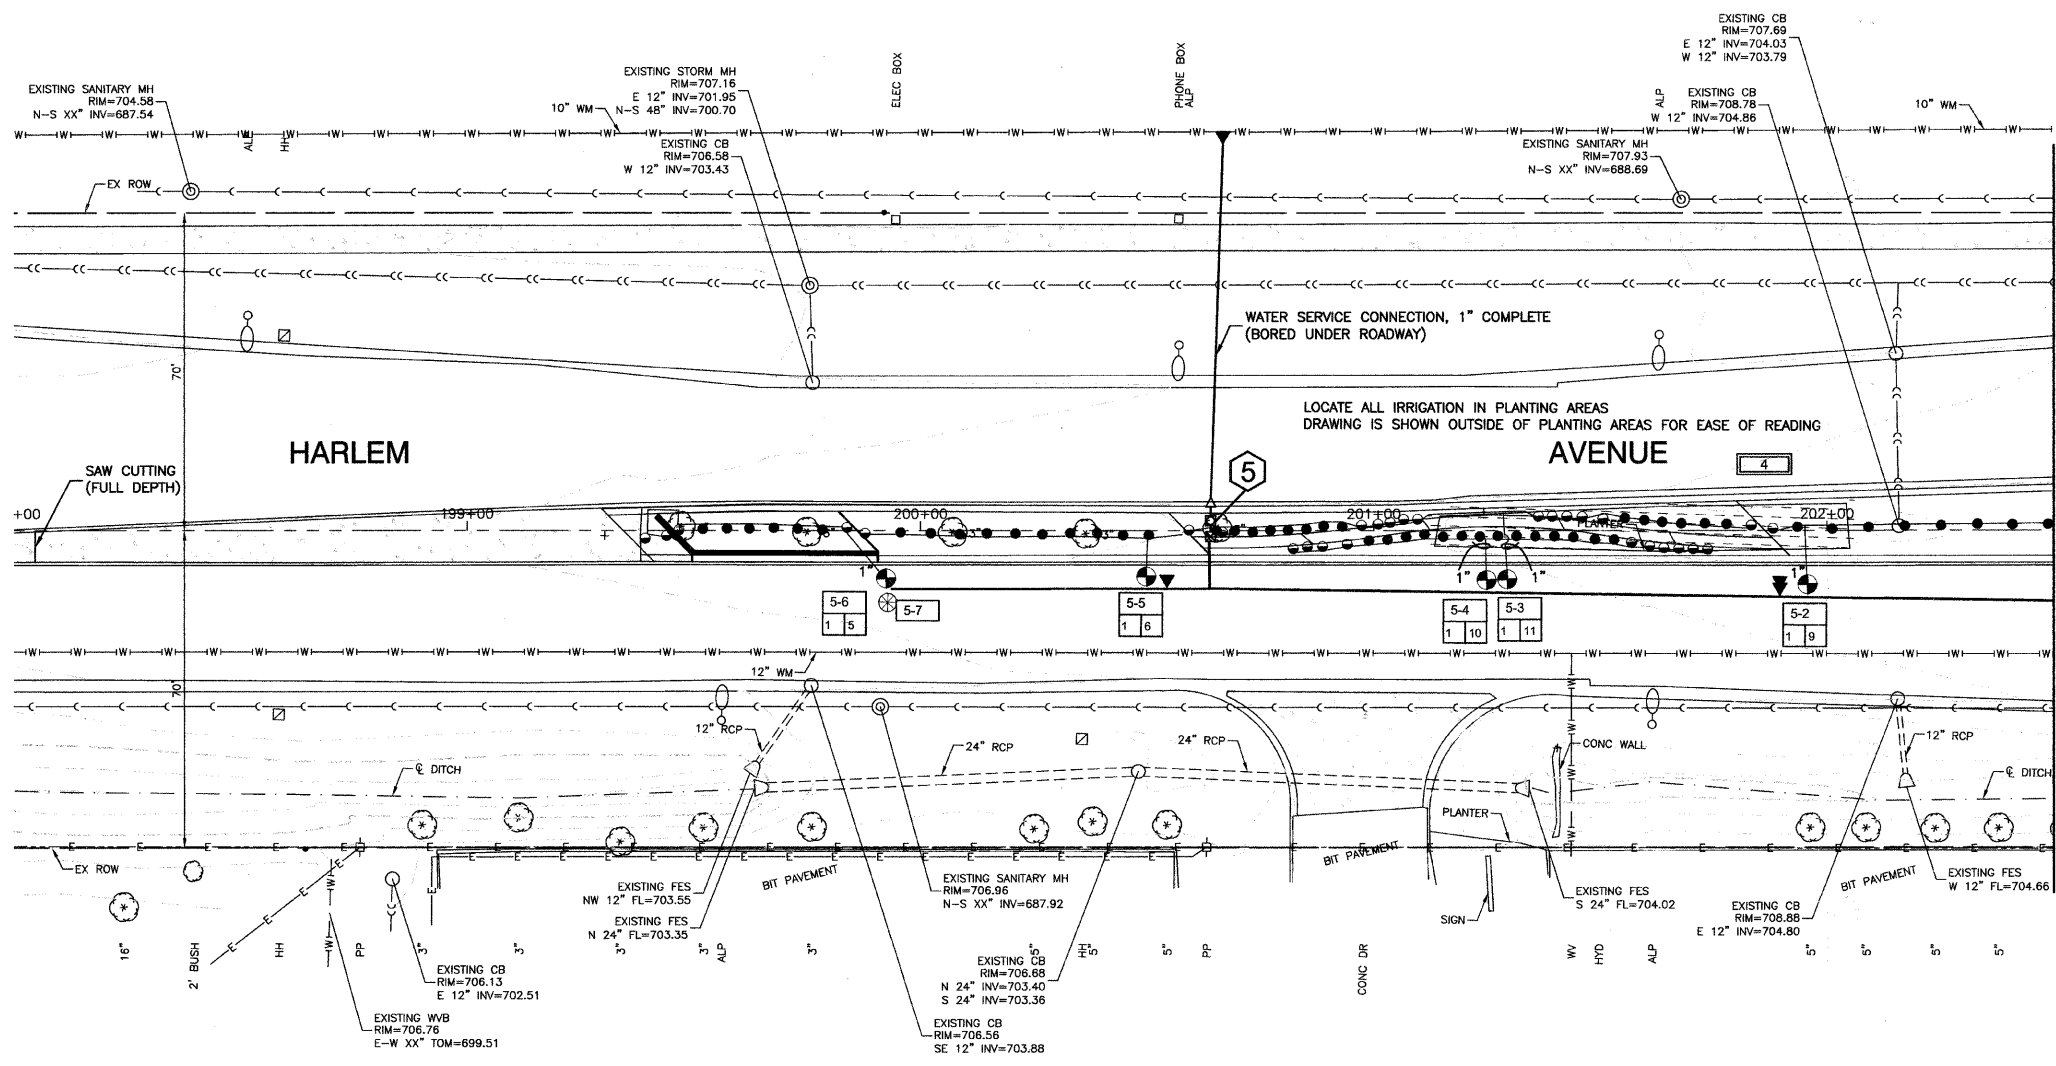 EXISTING SANITARY MH
RIM=704.58
N-S XX" INV=687.54
EXISTING STORM MH
RIM=707.16
E 12" INV=701.95
N-S 48" INV=700.70
10" WM
EXISTING CB
RIM=706.58
W 12" INV=703.43
ELEC BOX
PHONE BOX
ALP
ALP
EXISTING CB
RIM=707.69
E 12" INV=704.03
W 12" INV=703.79
EXISTING CB
RIM=708.78
W 12" INV=704.86
EXISTING SANITARY MH
RIM=707.93
N-S XX" INV=688.69
10" WM
ALP
HH
EX ROW
70'
WATER SERVICE CONNECTION, 1" COMPLETE
(BORED UNDER ROADWAY)
LOCATE ALL IRRIGATION IN PLANTING AREAS
DRAWING IS SHOWN OUTSIDE OF PLANTING AREAS FOR EASE OF READING
HARLEM
AVENUE
4
5
SAW CUTTING
(FULL DEPTH)
+00
199+00
200+00
201+00
202+00
PLANTER
3"
1"
1"
1"
1"
5-6
1 5
5-7
5-5
1 6
5-4
1 10
5-3
1 11
5-2
1 9
70'
12" WM
12" RCP
24" RCP
24" RCP
CONC WALL
12" RCP
℄ DITCH
℄ DITCH
PLANTER
EX ROW
BIT PAVEMENT
BIT PAVEMENT
BIT PAVEMENT
EXISTING FES
NW 12" FL=703.55
EXISTING FES
N 24" FL=703.35
EXISTING SANITARY MH
RIM=706.96
N-S XX" INV=687.92
EXISTING FES
S 24" FL=704.02
SIGN
EXISTING FES
W 12" FL=704.66
EXISTING CB
RIM=708.88
E 12" INV=704.80
16"
2' BUSH
HH
PP
3"
3"
3"
3"
ALP
3"
5"
HH
5"
5"
PP
CONC DR
WV
HYD
ALP
5"
5"
5"
5"
EXISTING CB
RIM=706.13
E 12" INV=702.51
EXISTING WVB
RIM=706.76
E-W XX" TOM=699.51
EXISTING CB
RIM=706.68
N 24" INV=703.40
S 24" INV=703.36
EXISTING CB
RIM=706.56
SE 12" INV=703.88